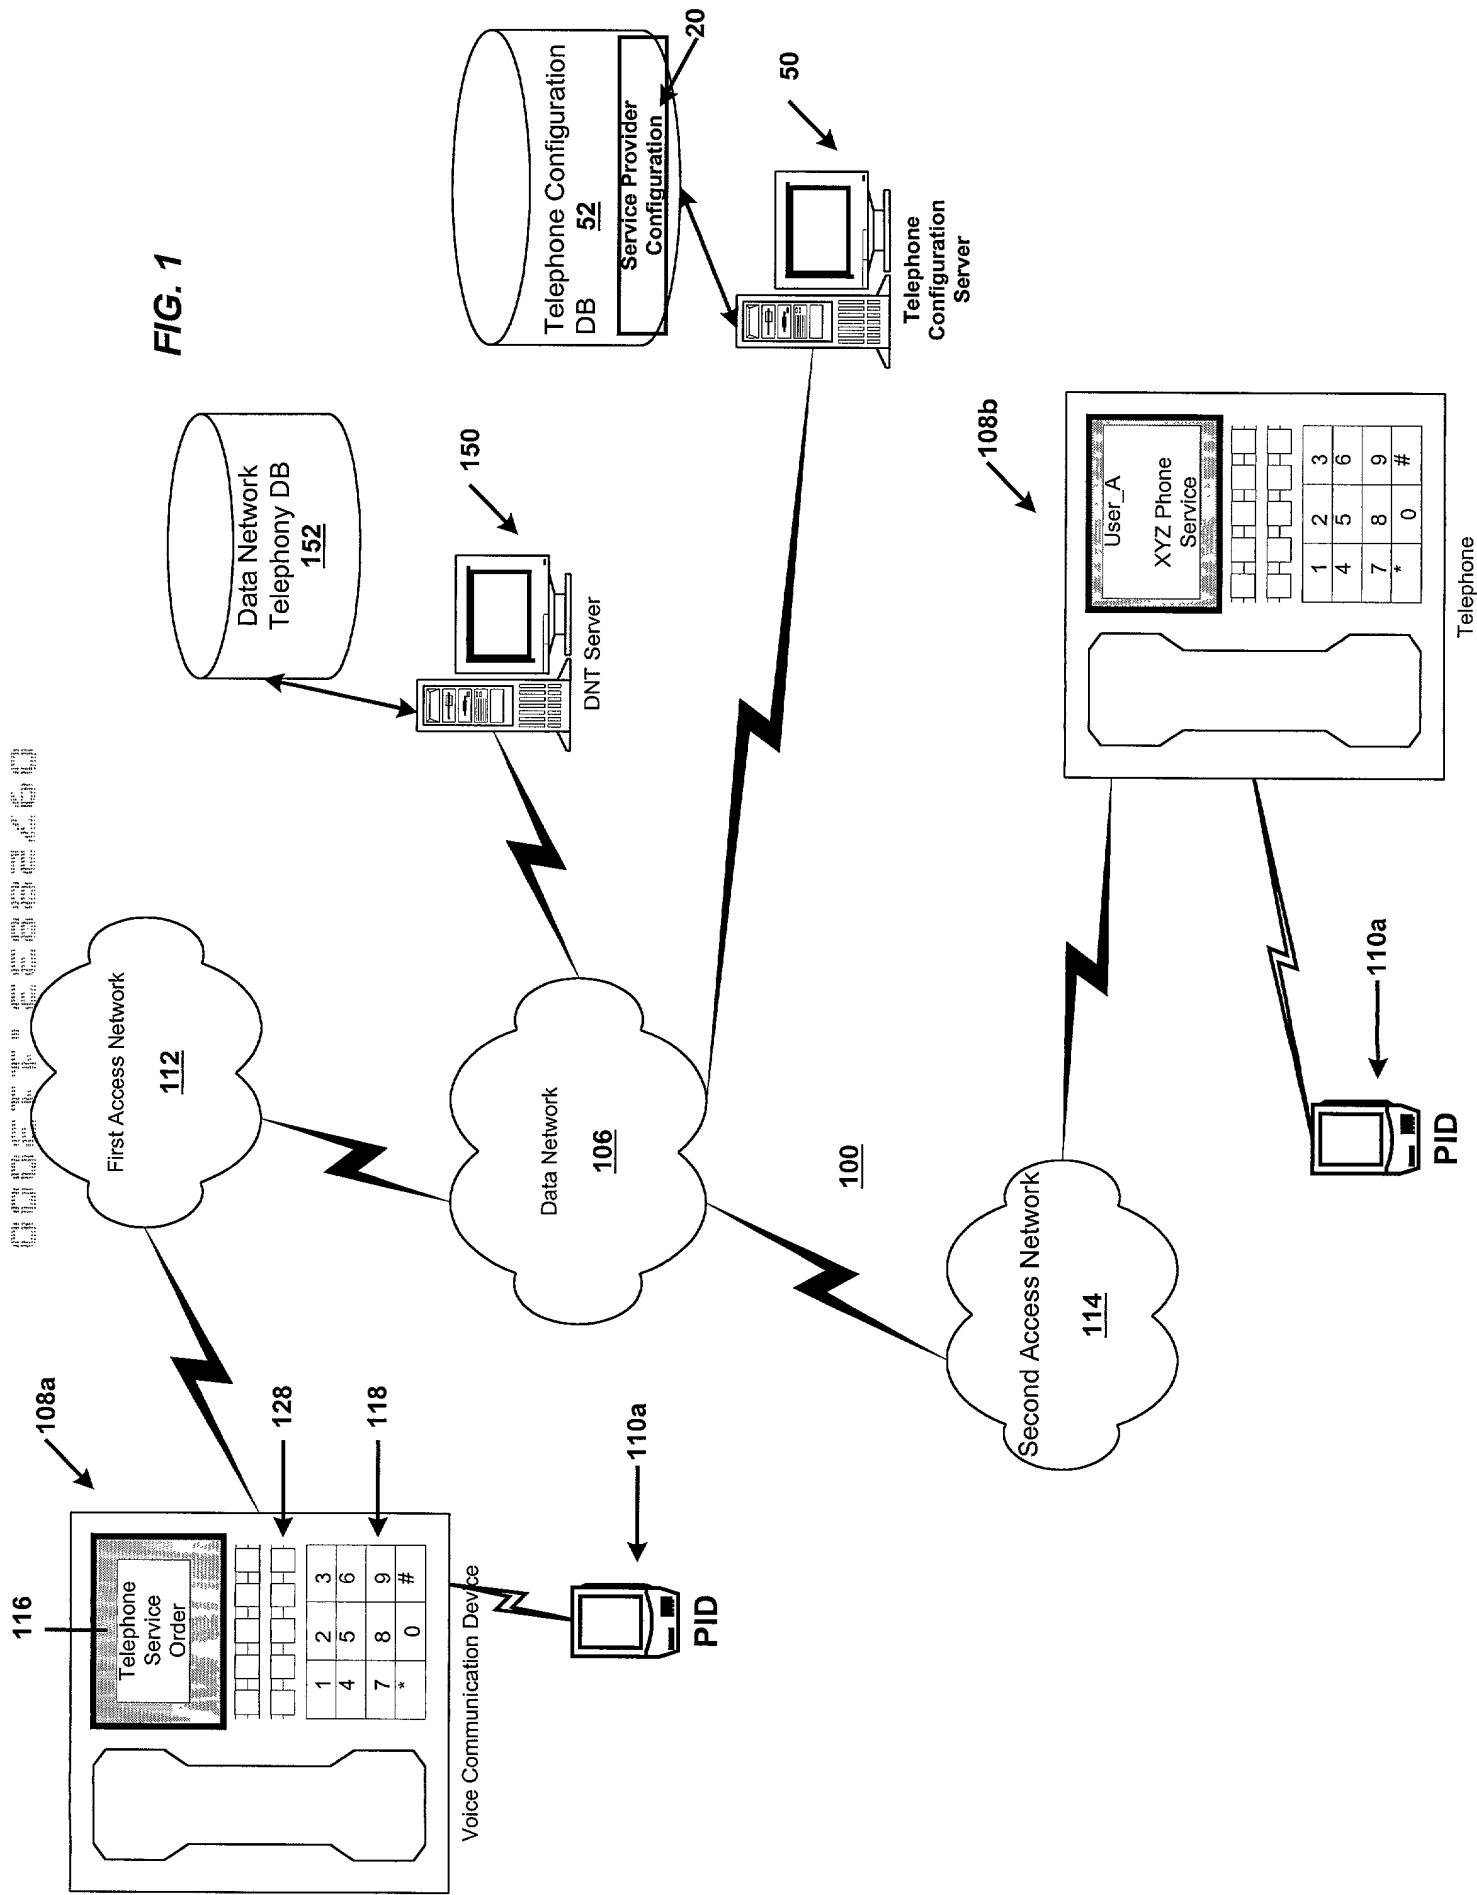 FIG. 1
116
108a
Telephone
Service
Order
128
118
1 2 3
4 5 6
7 8 9
* 0 #
Voice Communication Device
110a
PID
First Access Network
112
Data Network
106
100
Second Access Network
114
Data Network
Telephony DB
152
150
DNT Server
Telephone Configuration
DB
52
Service Provider
Configuration
20
50
Telephone
Configuration
Server
108b
User_A
XYZ Phone
Service
1 2 3
4 5 6
7 8 9
* 0 #
Telephone
110a
PID